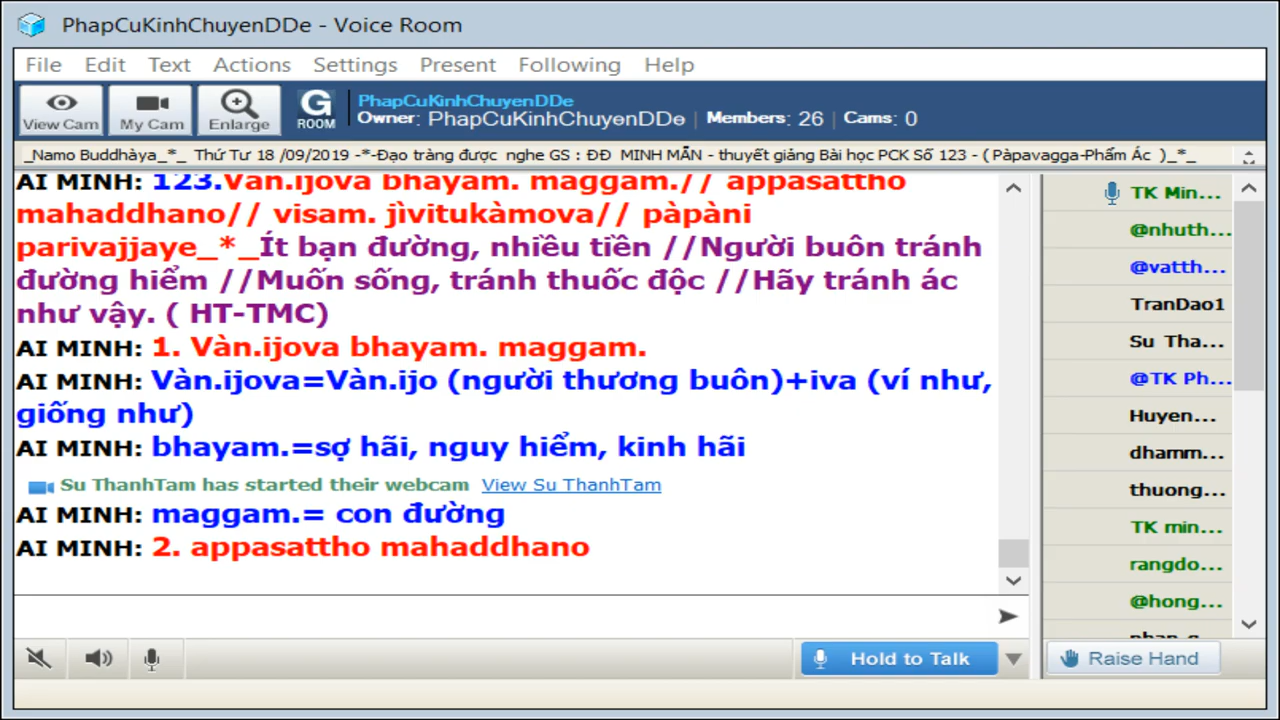 PhapCuKinhChuyenDDe - Voice Room
File Edit Text Actions Settings Present Following Help
View Cam My Cam Enlarge G ROOM PhapCuKinhChuyenDDe
Owner: PhapCuKinhChuyenDDe | Members: 26 | Cams: 0
_Namo Buddhàya_*_ Thứ Tư 18 /09/2019 -*-Đạo tràng được nghe GS : ĐĐ MINH MẪN - thuyết giảng Bài học PCK Số 123 - ( Pàpavagga-Phẩm Ác )_*_
AI MINH: 123.Vàn.ijova bhayam. maggam.// appasattho
mahaddhano// visam. jìvitukàmova// pàpàni
parivajjaye_*_Ít bạn đường, nhiều tiền //Người buôn tránh
đường hiểm //Muốn sống, tránh thuốc độc //Hãy tránh ác
như vậy. ( HT-TMC)
AI MINH: 1. Vàn.ijova bhayam. maggam.
AI MINH: Vàn.ijova=Vàn.ijo (người thương buôn)+iva (ví như,
giống như)
AI MINH: bhayam.=sợ hãi, nguy hiểm, kinh hãi
Su ThanhTam has started their webcam View Su ThanhTam
AI MINH: maggam.= con đường
AI MINH: 2. appasattho mahaddhano
TK Min...
@nhuth...
@vatth...
TranDao1
Su Tha...
@TK Ph...
Huyen...
dhamm...
thuong...
TK min...
rangdo...
@hong...
Hold to Talk
Raise Hand